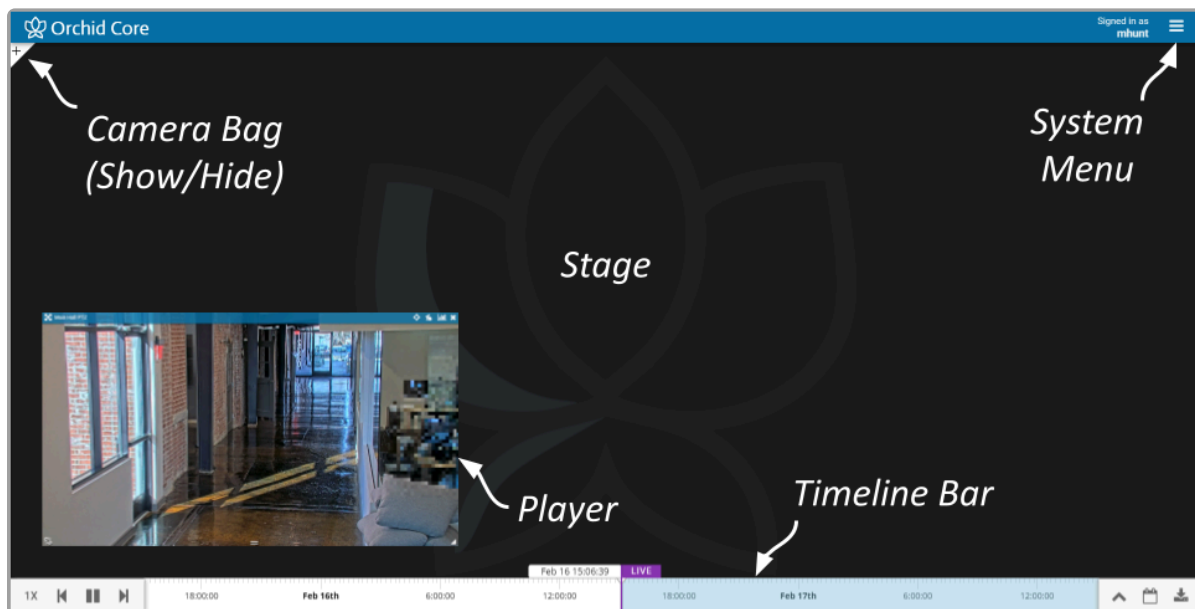 Orchid Core
Signed in as
mhunt
+
Camera Bag
(Show/Hide)
System
Menu
Stage
Player
Timeline Bar
Feb 16 15:06:39
LIVE
1X
18:00:00
Feb 16th
6:00:00
12:00:00
18:00:00
Feb 17th
6:00:00
12:00:00